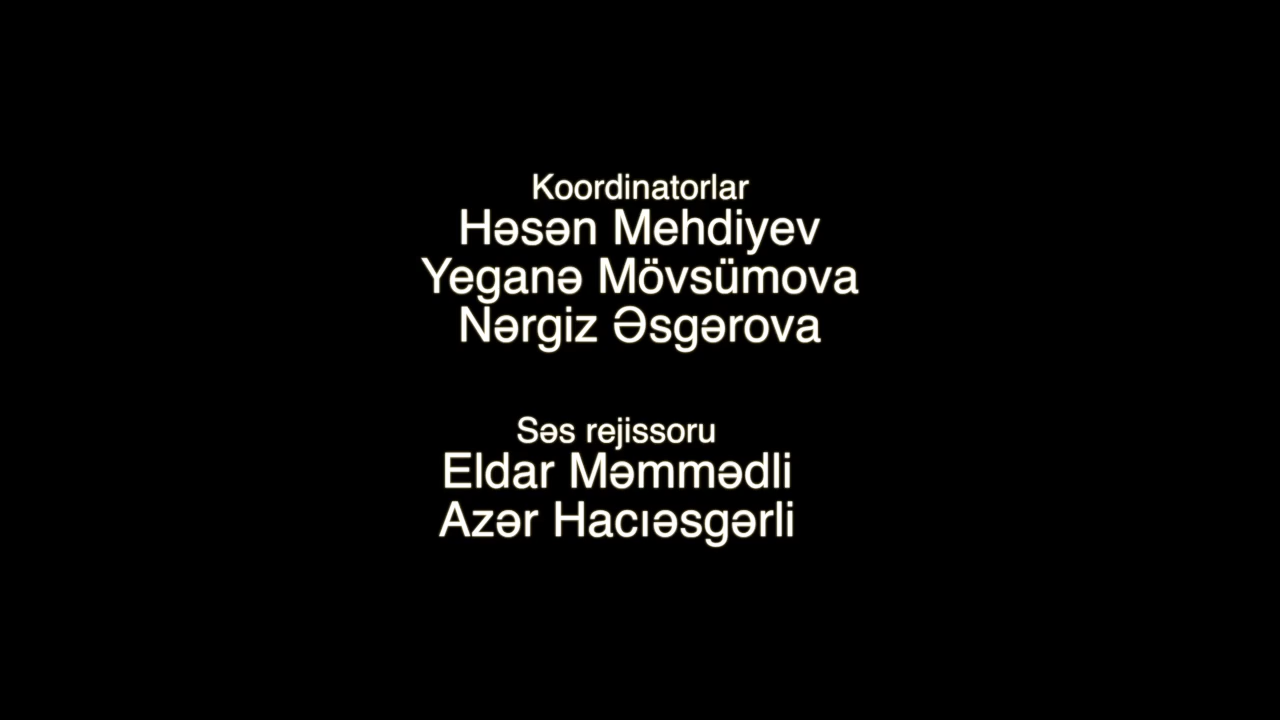 Koordinatorlar
Həsən Mehdiyev
Yeganə Mövsümova
Nərgiz Əsgərova
Səs rejissoru
Eldar Məmmədli
Azər Hacıəsgərli